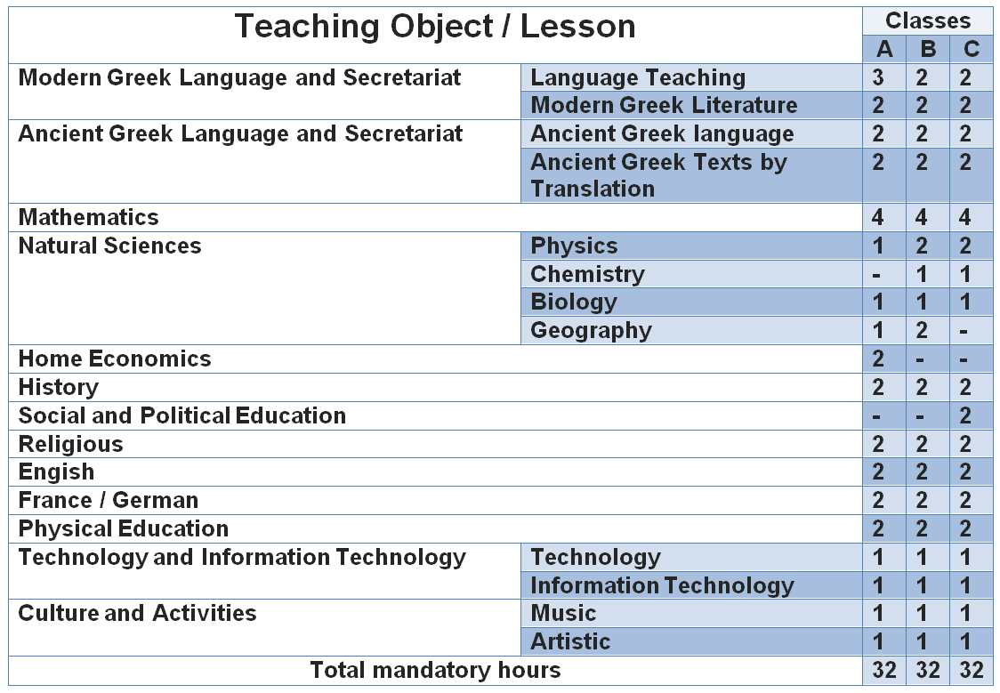 Teaching Object / Lesson Classes
A B C
Modern Greek Language and Secretariat Language Teaching 3 2 2
Modern Greek Literature 2 2 2
Ancient Greek Language and Secretariat Ancient Greek language 2 2 2
Ancient Greek Texts by 2 2 2
Translation
Mathematics 4 4 4
Natural Sciences Physics 1 2 2
Chemistry - 1 1
Biology 1 1 1
Geography 1 2 -
Home Economics 2 - -
History 2 2 2
Social and Political Education - - 2
Religious 2 2 2
Engish 2 2 2
France / German 2 2 2
Physical Education 2 2 2
Technology and Information Technology Technology 1 1 1
Information Technology 1 1 1
Culture and Activities Music 1 1 1
Artistic 1 1 1
Total mandatory hours 32 32 32